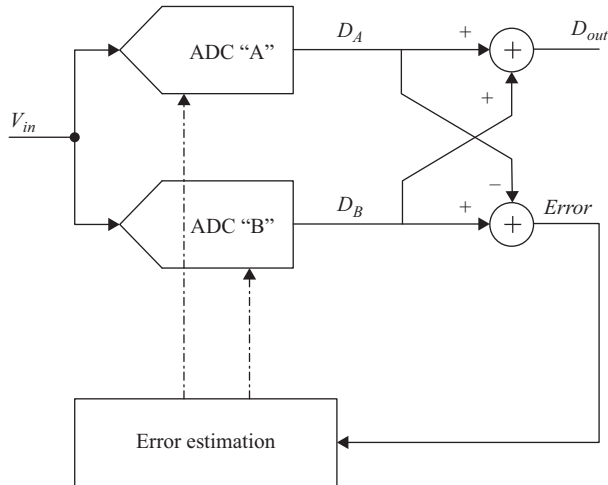 D_A
+
D_out
ADC “A”
+
V_in
−
D_B
+
Error
ADC “B”
+
+
Error estimation